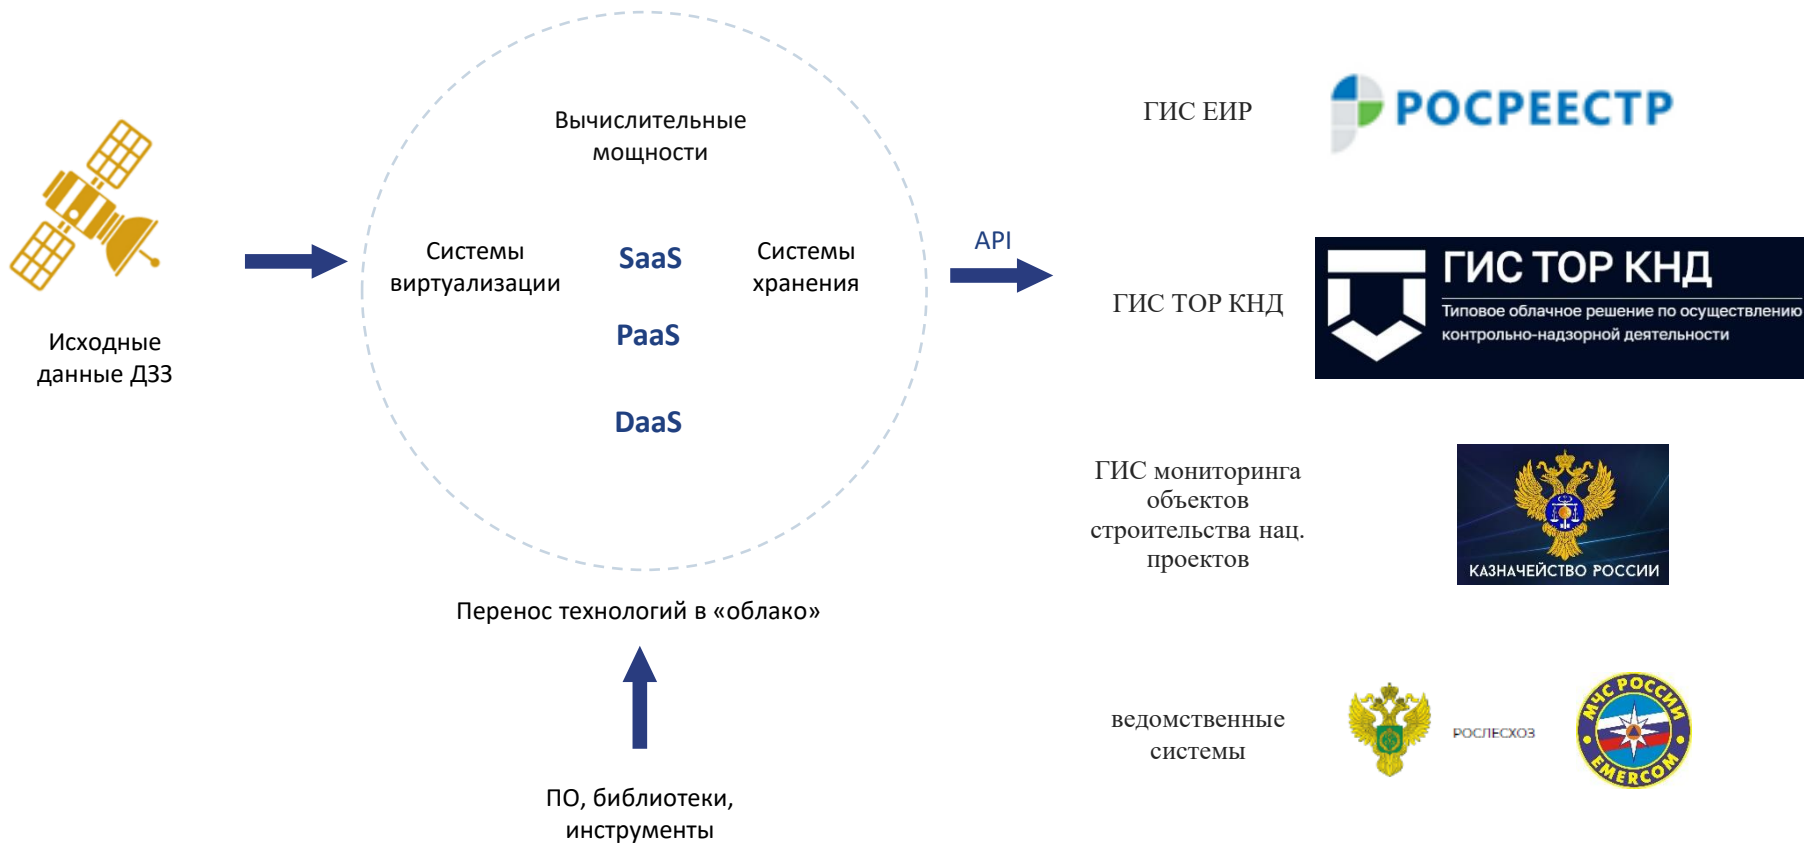 Исходные
данные ДЗЗ
Вычислительные
мощности
Системы
виртуализации
SaaS
Системы
хранения
PaaS
DaaS
Перенос технологий в «облако»
ПО, библиотеки,
инструменты
API
ГИС ЕИР
РОСРЕЕСТР
ГИС ТОР КНД
ГИС ТОР КНД
Типовое облачное решение по осуществлению
контрольно-надзорной деятельности
ГИС мониторинга
объектов
строительства нац.
проектов
КАЗНАЧЕЙСТВО РОССИИ
ведомственные
системы
РОСЛЕСХОЗ
МЧС РОССИИ
EMERCOM